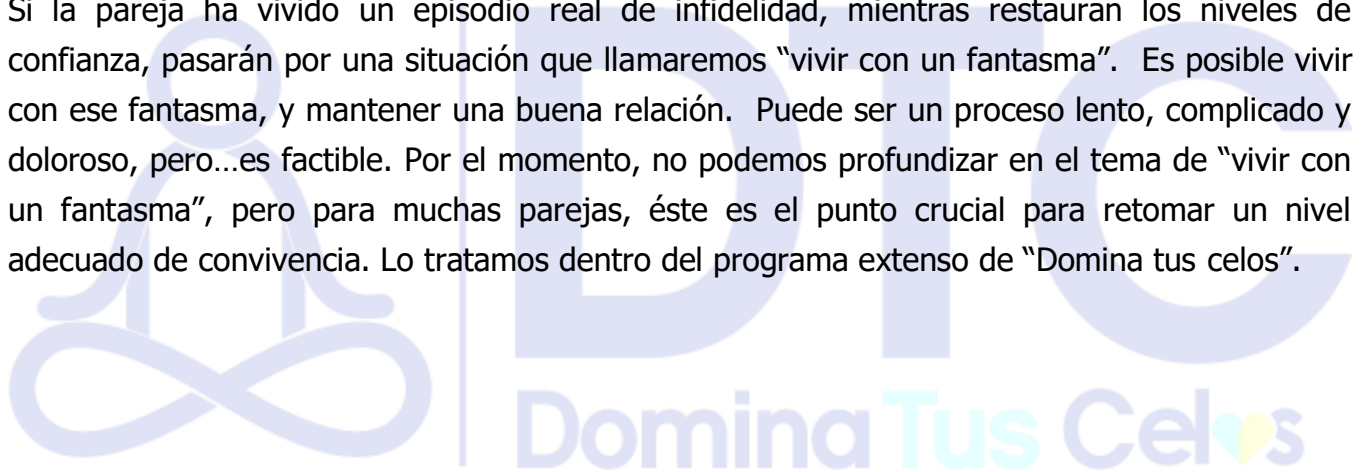 Si la pareja ha vivido un episodio real de infidelidad, mientras restauran los niveles de
confianza, pasarán por una situación que llamaremos “vivir con un fantasma”. Es posible vivir
con ese fantasma, y mantener una buena relación. Puede ser un proceso lento, complicado y
doloroso, pero…es factible. Por el momento, no podemos profundizar en el tema de “vivir con
un fantasma”, pero para muchas parejas, éste es el punto crucial para retomar un nivel
adecuado de convivencia. Lo tratamos dentro del programa extenso de “Domina tus celos”.
DTC
Domina Tus Celos